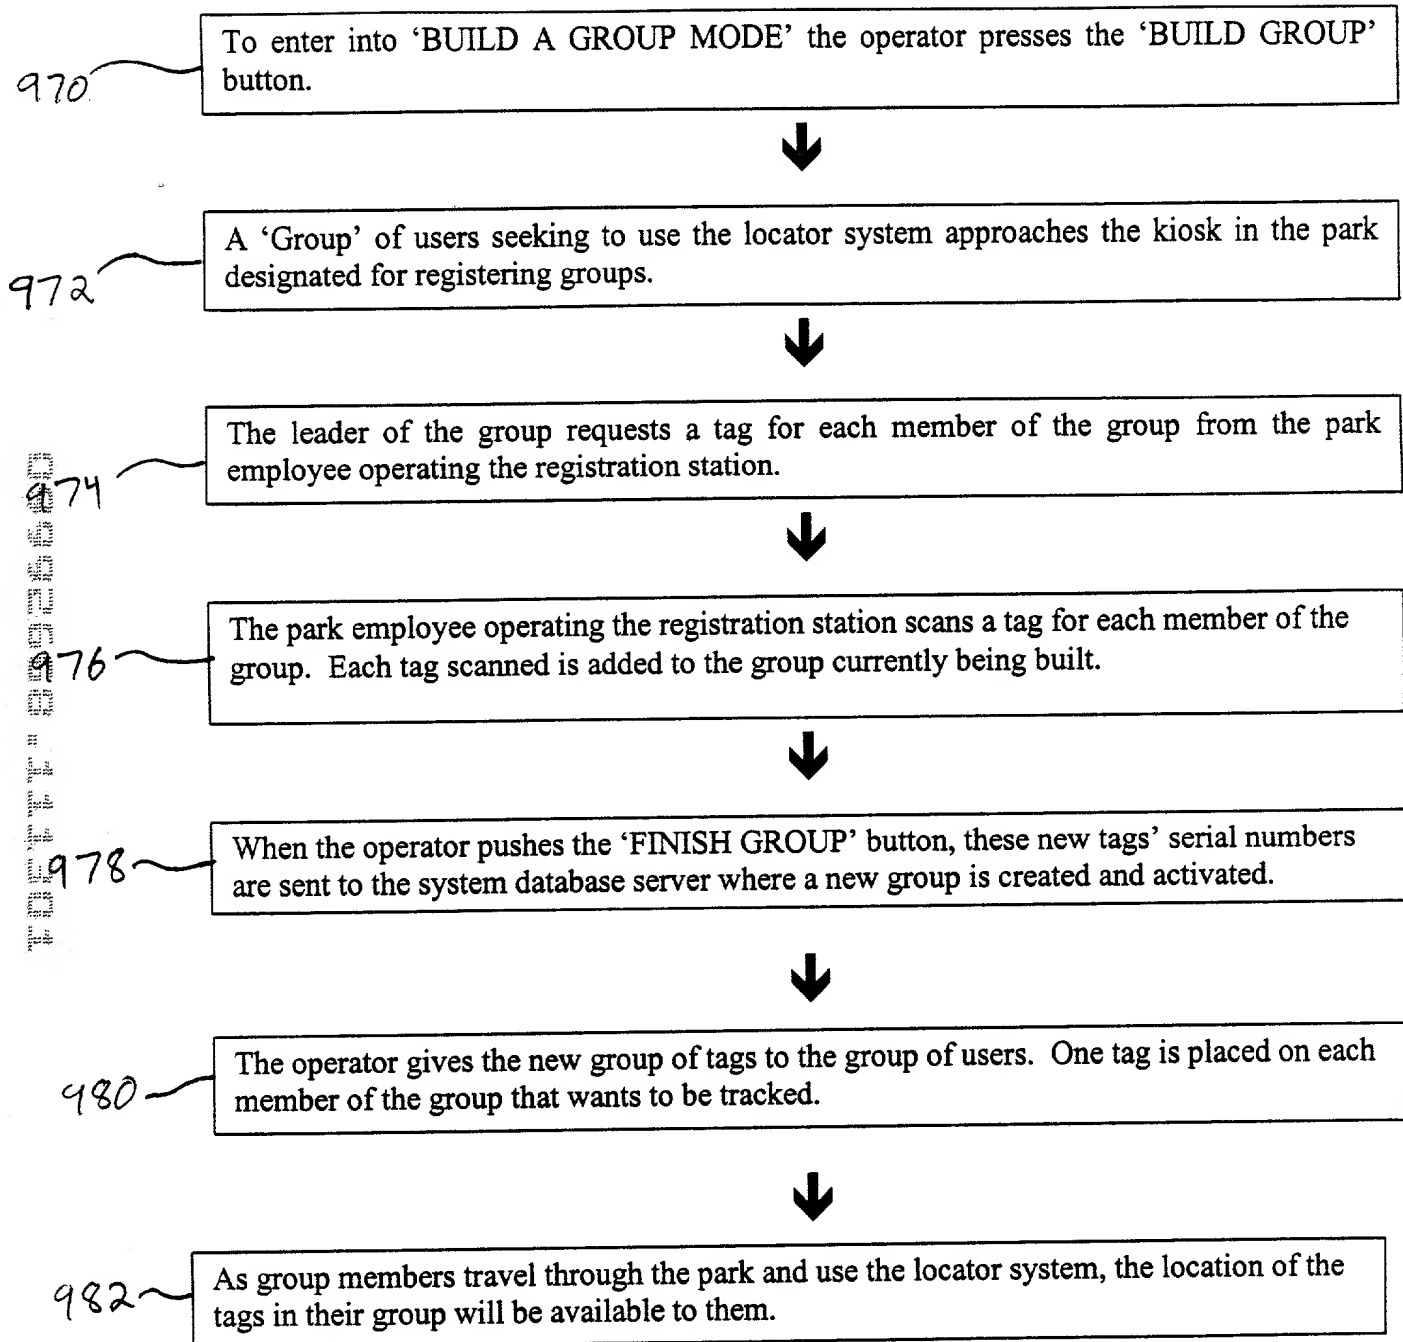 To enter into ‘BUILD A GROUP MODE’ the operator presses the ‘BUILD GROUP’
button.
970
A ‘Group’ of users seeking to use the locator system approaches the kiosk in the park
designated for registering groups.
972
The leader of the group requests a tag for each member of the group from the park
employee operating the registration station.
974
The park employee operating the registration station scans a tag for each member of the
group. Each tag scanned is added to the group currently being built.
976
When the operator pushes the ‘FINISH GROUP’ button, these new tags’ serial numbers
are sent to the system database server where a new group is created and activated.
978
The operator gives the new group of tags to the group of users. One tag is placed on each
member of the group that wants to be tracked.
980
As group members travel through the park and use the locator system, the location of the
tags in their group will be available to them.
982